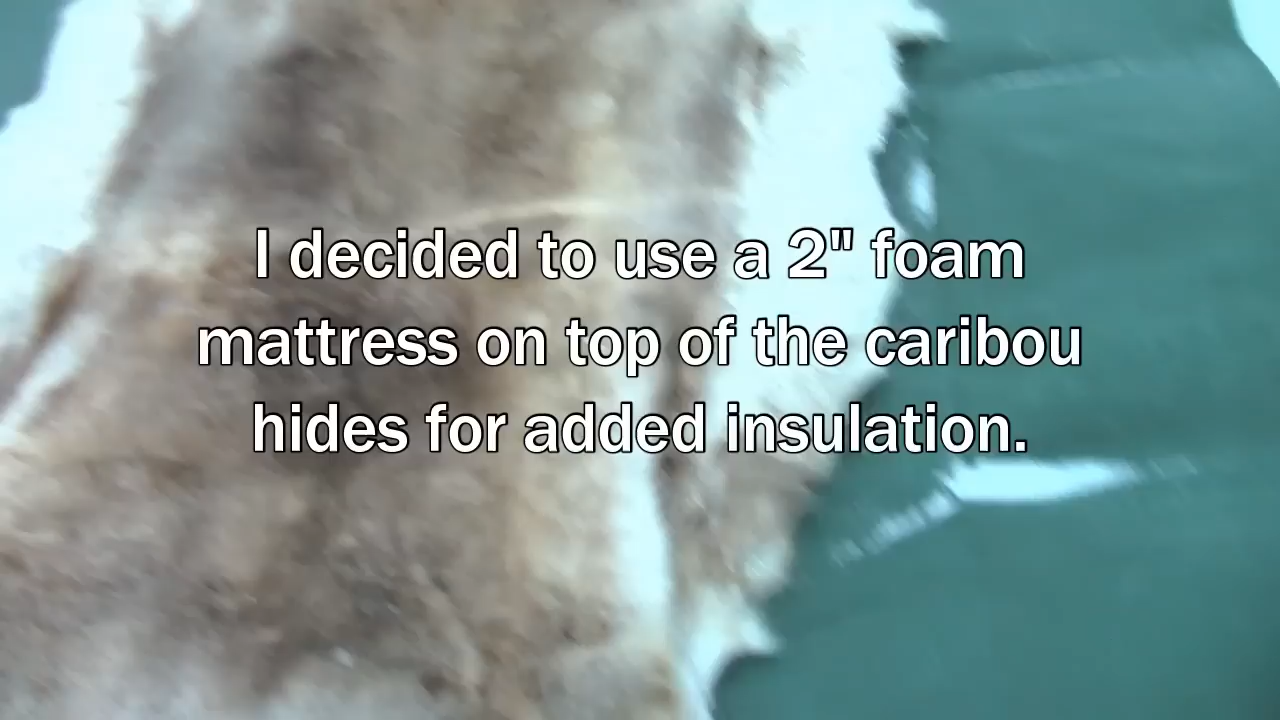 I decided to use a 2" foam
mattress on top of the caribou
hides for added insulation.